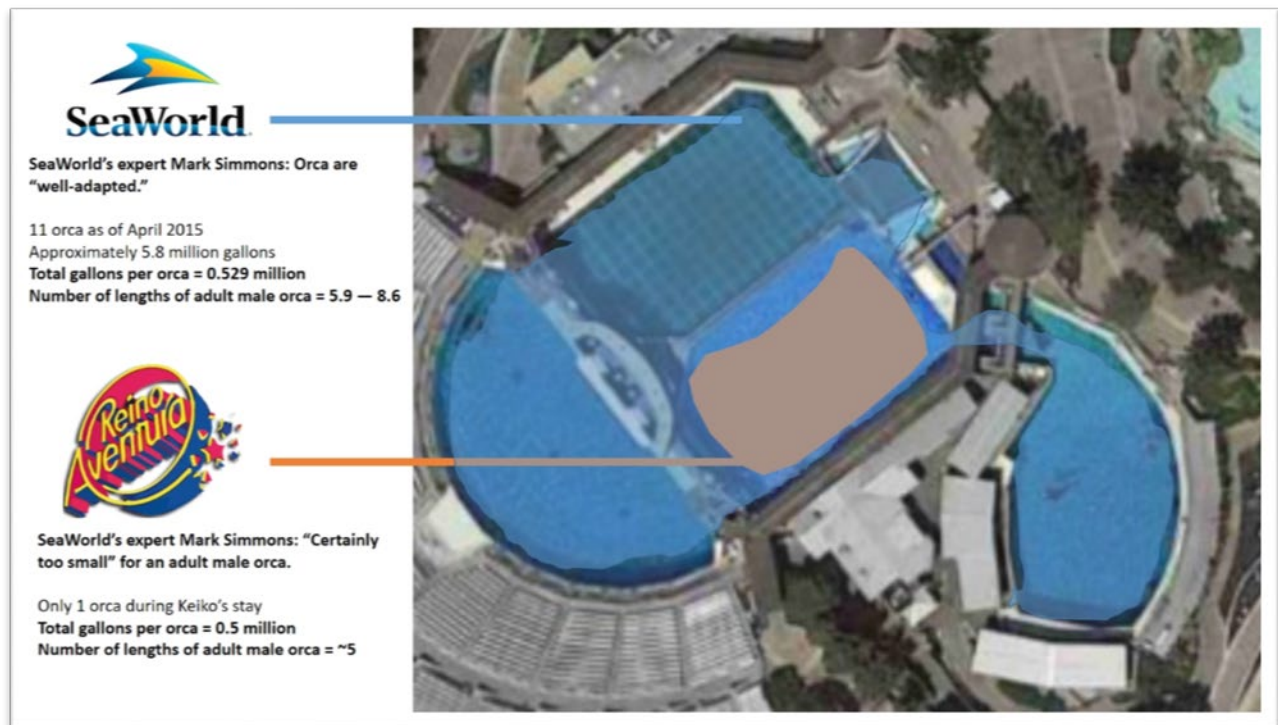 SeaWorld
SeaWorld's expert Mark Simmons: Orca are
"well-adapted."
11 orca as of April 2015
Approximately 5.8 million gallons
Total gallons per orca = 0.529 million
Number of lengths of adult male orca = 5.9 — 8.6
Reino
Aventura
SeaWorld's expert Mark Simmons: "Certainly
too small" for an adult male orca.
Only 1 orca during Keiko's stay
Total gallons per orca = 0.5 million
Number of lengths of adult male orca = ~5